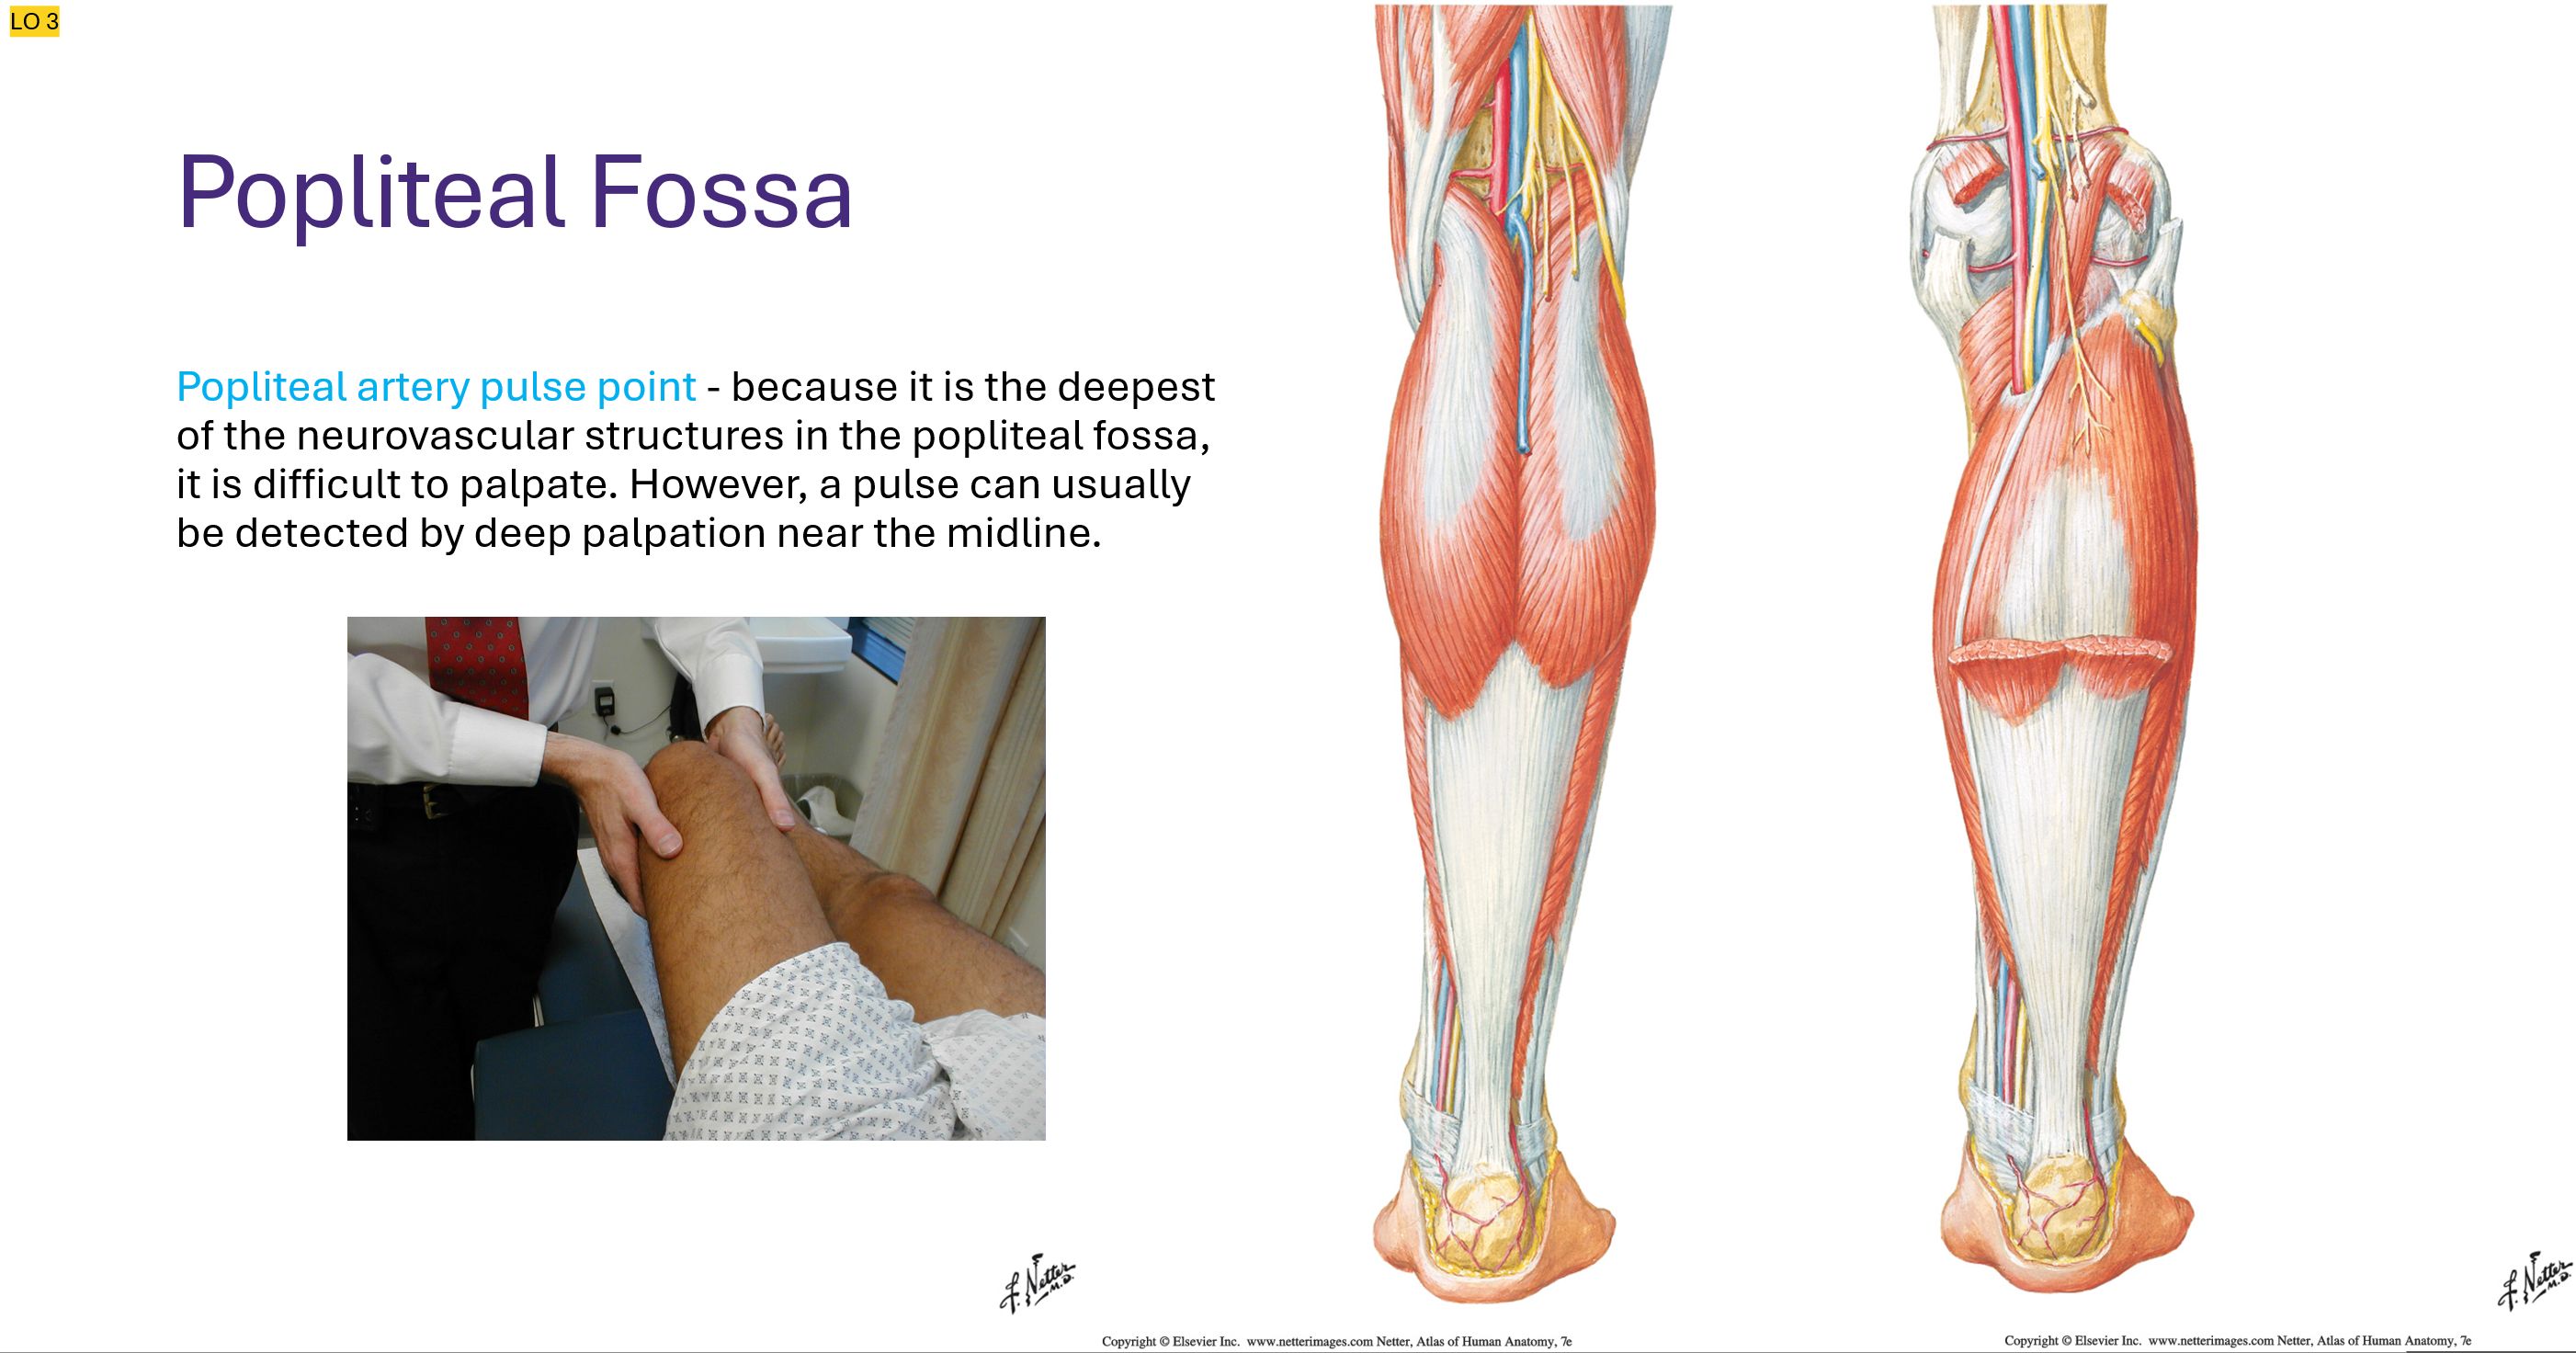 LO 3
Popliteal Fossa
Popliteal artery pulse point - because it is the deepest
of the neurovascular structures in the popliteal fossa,
it is difficult to palpate. However, a pulse can usually
be detected by deep palpation near the midline.
F. Netter
M.D.
F. Netter
M.D.
Copyright © Elsevier Inc. www.netterimages.com Netter, Atlas of Human Anatomy, 7e
Copyright © Elsevier Inc. www.netterimages.com Netter, Atlas of Human Anatomy, 7e